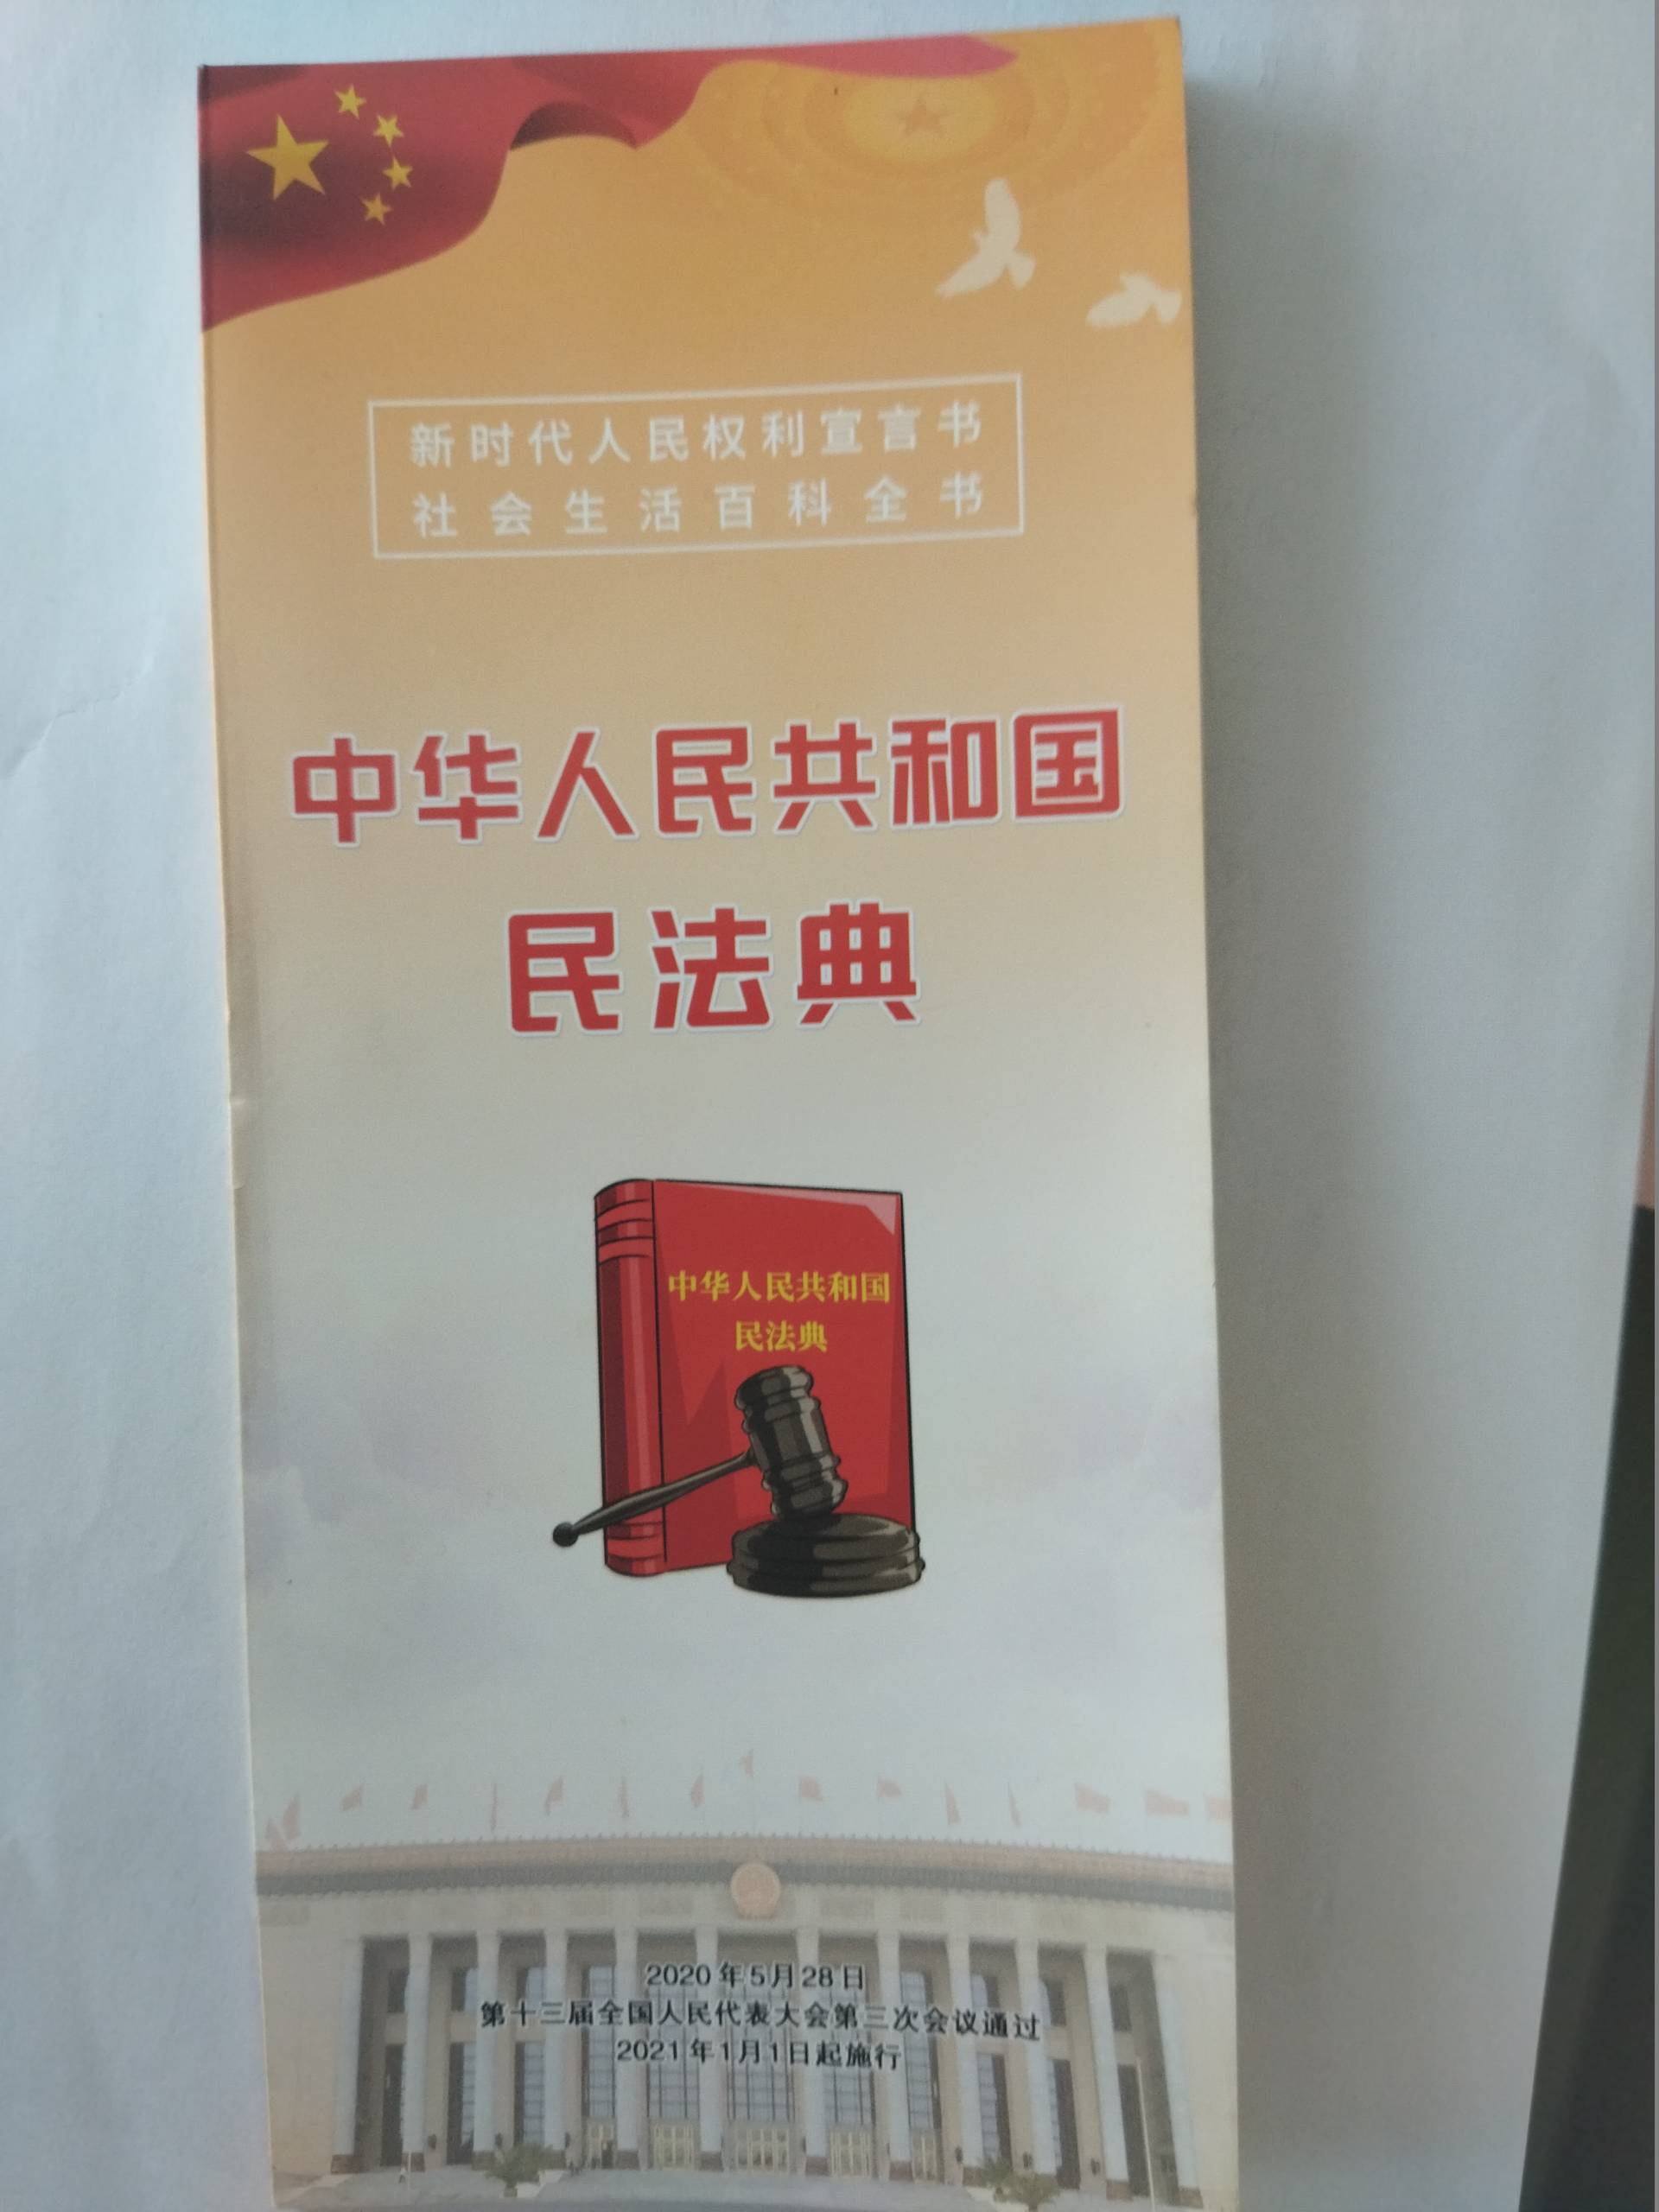 新时代人民权利宣言书
社会生活百科全书
中华人民共和国
民法典
中华人民共和国
民法典
2020年5月28日
第十三届全国人民代表大会第三次会议通过
2021年1月1日起施行